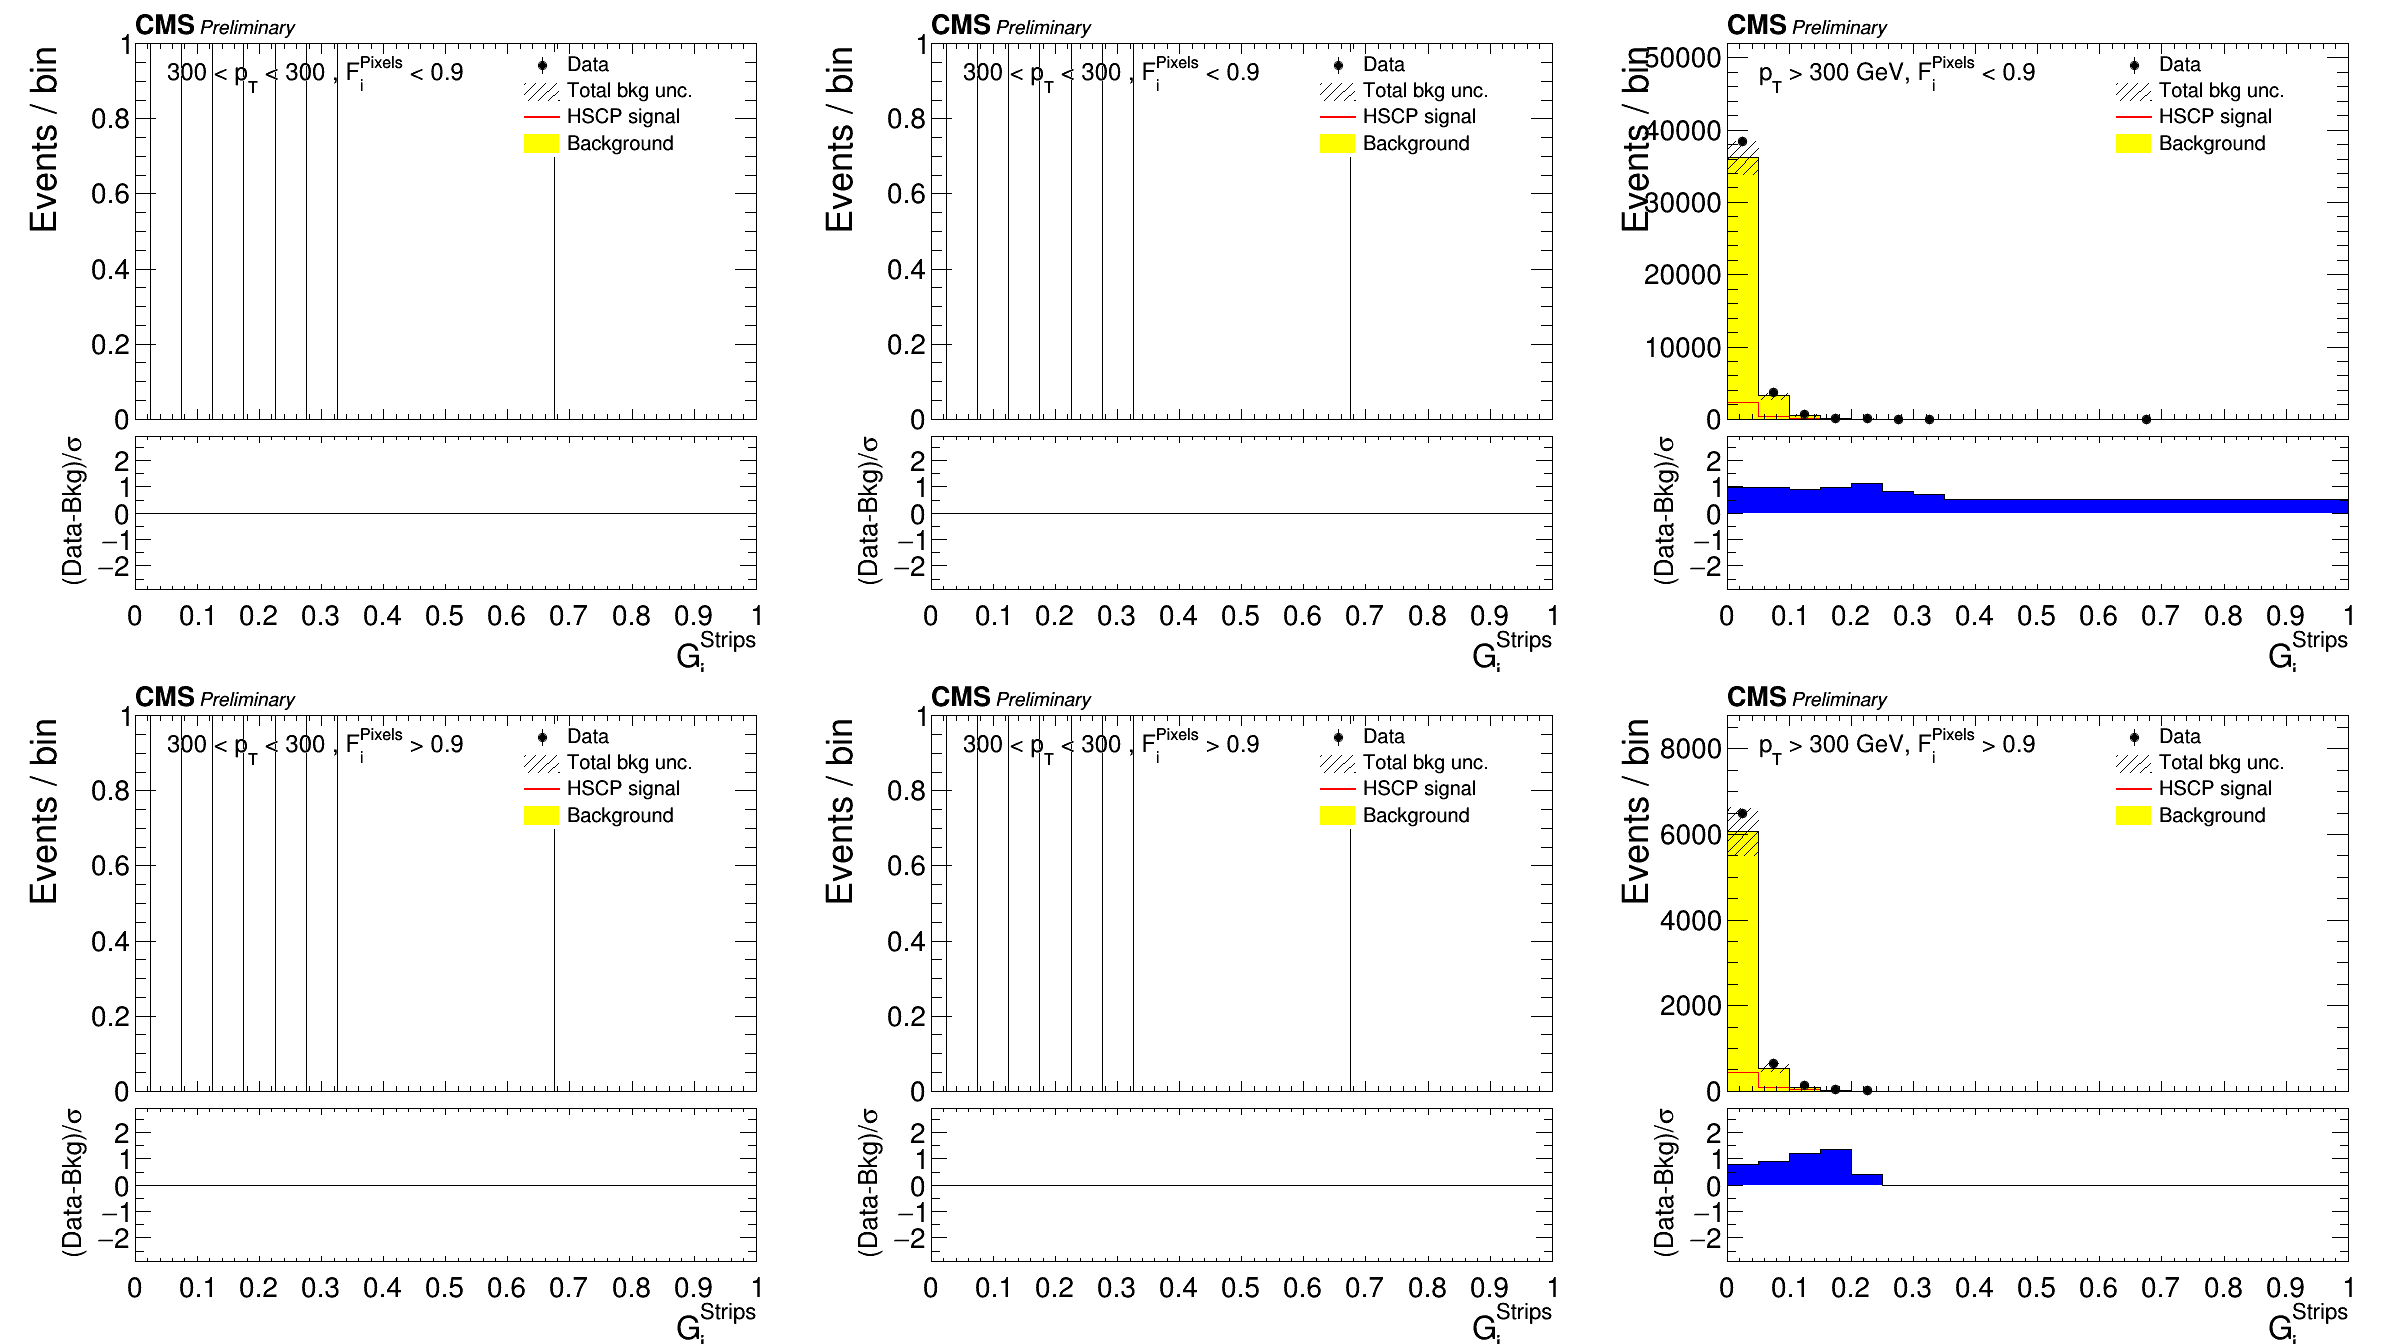 CMS Preliminary
Events / bin
300 < p_T < 300 , F_i^Pixels < 0.9
Data
Total bkg unc.
HSCP signal
Background
1
0.8
0.6
0.4
0.2
0
(Data-Bkg)/σ
2
1
0
−1
−2
0 0.1 0.2 0.3 0.4 0.5 0.6 0.7 0.8 0.9 1
G_i^Strips
CMS Preliminary
Events / bin
300 < p_T < 300 , F_i^Pixels < 0.9
Data
Total bkg unc.
HSCP signal
Background
1
0.8
0.6
0.4
0.2
0
(Data-Bkg)/σ
2
1
0
−1
−2
0 0.1 0.2 0.3 0.4 0.5 0.6 0.7 0.8 0.9 1
G_i^Strips
CMS Preliminary
Events / bin
p_T > 300 GeV, F_i^Pixels < 0.9
Data
Total bkg unc.
HSCP signal
Background
50000
40000
30000
20000
10000
0
(Data-Bkg)/σ
2
1
0
−1
−2
0 0.1 0.2 0.3 0.4 0.5 0.6 0.7 0.8 0.9 1
G_i^Strips
CMS Preliminary
Events / bin
300 < p_T < 300 , F_i^Pixels > 0.9
Data
Total bkg unc.
HSCP signal
Background
1
0.8
0.6
0.4
0.2
0
(Data-Bkg)/σ
2
1
0
−1
−2
0 0.1 0.2 0.3 0.4 0.5 0.6 0.7 0.8 0.9 1
G_i^Strips
CMS Preliminary
Events / bin
300 < p_T < 300 , F_i^Pixels > 0.9
Data
Total bkg unc.
HSCP signal
Background
1
0.8
0.6
0.4
0.2
0
(Data-Bkg)/σ
2
1
0
−1
−2
0 0.1 0.2 0.3 0.4 0.5 0.6 0.7 0.8 0.9 1
G_i^Strips
CMS Preliminary
Events / bin
p_T > 300 GeV, F_i^Pixels > 0.9
Data
Total bkg unc.
HSCP signal
Background
8000
6000
4000
2000
0
(Data-Bkg)/σ
2
1
0
−1
−2
0 0.1 0.2 0.3 0.4 0.5 0.6 0.7 0.8 0.9 1
G_i^Strips